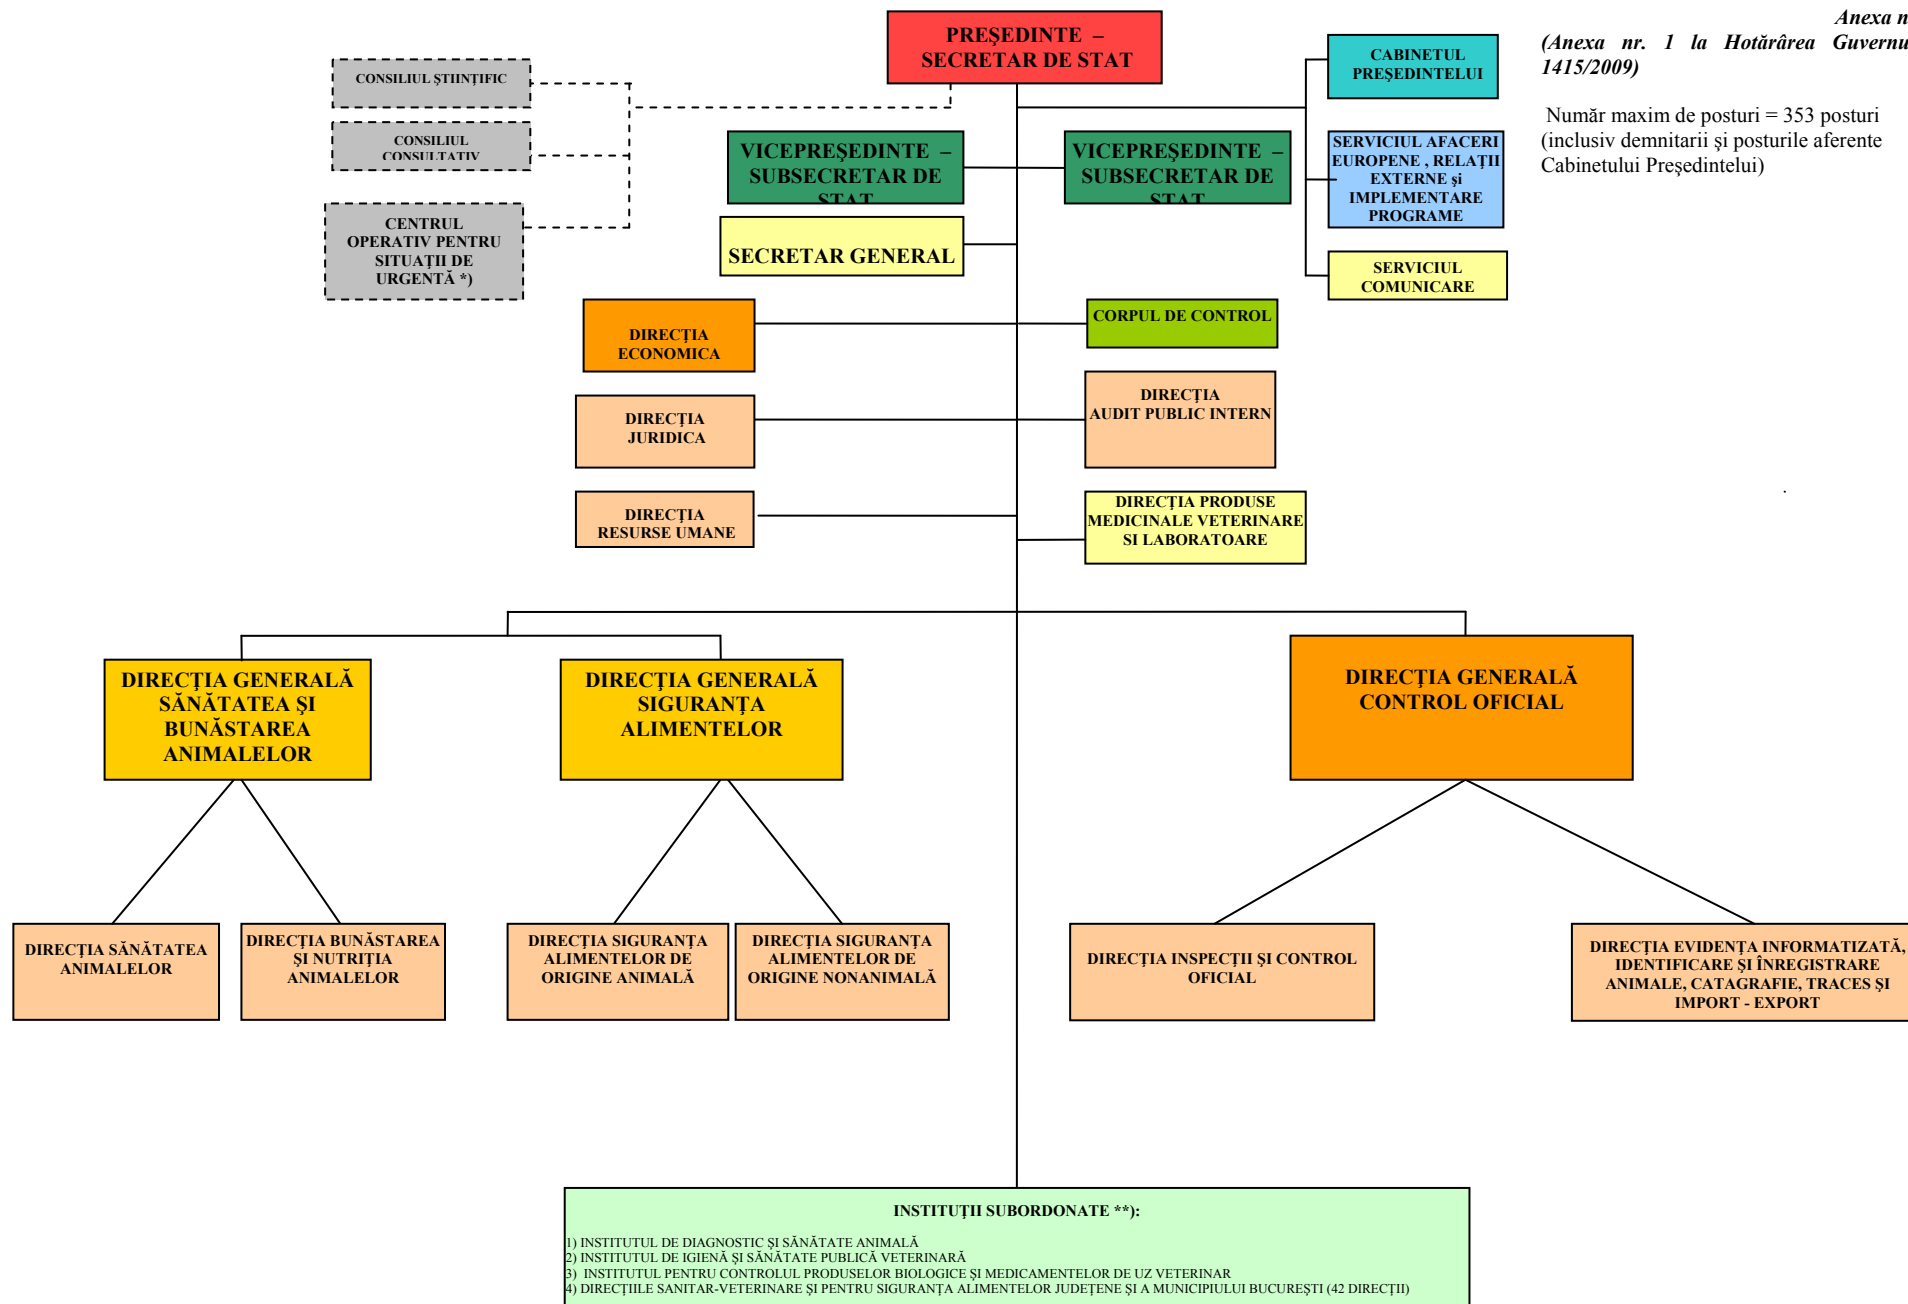 Anexa n
(Anexa nr. 1 la Hotărârea Guvernu
1415/2009)
Număr maxim de posturi = 353 posturi
(inclusiv demnitarii şi posturile aferente
Cabinetului Preşedintelui)
PREŞEDINTE –
SECRETAR DE STAT
CONSILIUL ŞTIINŢIFIC
CONSILIUL
CONSULTATIV
CENTRUL
OPERATIV PENTRU
SITUAŢII DE
URGENTĂ *)
CABINETUL
PREŞEDINTELUI
VICEPREŞEDINTE –
SUBSECRETAR DE
STAT
VICEPREŞEDINTE –
SUBSECRETAR DE
STAT
SERVICIUL AFACERI
EUROPENE , RELAŢII
EXTERNE şi
IMPLEMENTARE
PROGRAME
SECRETAR GENERAL
SERVICIUL
COMUNICARE
DIRECŢIA
ECONOMICA
CORPUL DE CONTROL
DIRECŢIA
JURIDICA
DIRECŢIA
AUDIT PUBLIC INTERN
DIRECŢIA
RESURSE UMANE
DIRECŢIA PRODUSE
MEDICINALE VETERINARE
SI LABORATOARE
.
DIRECŢIA GENERALĂ
SĂNĂTATEA ŞI
BUNĂSTAREA
ANIMALELOR
DIRECŢIA GENERALĂ
SIGURANŢA
ALIMENTELOR
DIRECŢIA GENERALĂ
CONTROL OFICIAL
DIRECŢIA SĂNĂTATEA
ANIMALELOR
DIRECŢIA BUNĂSTAREA
ŞI NUTRIŢIA
ANIMALELOR
DIRECŢIA SIGURANŢA
ALIMENTELOR DE
ORIGINE ANIMALĂ
DIRECŢIA SIGURANŢA
ALIMENTELOR DE
ORIGINE NONANIMALĂ
DIRECŢIA INSPECŢII ŞI CONTROL
OFICIAL
DIRECŢIA EVIDENŢA INFORMATIZATĂ,
IDENTIFICARE ŞI ÎNREGISTRARE
ANIMALE, CATAGRAFIE, TRACES ŞI
IMPORT - EXPORT
INSTITUŢII SUBORDONATE **):
1) INSTITUTUL DE DIAGNOSTIC ŞI SĂNĂTATE ANIMALĂ
2) INSTITUTUL DE IGIENĂ ŞI SĂNĂTATE PUBLICĂ VETERINARĂ
3) INSTITUTUL PENTRU CONTROLUL PRODUSELOR BIOLOGICE ŞI MEDICAMENTELOR DE UZ VETERINAR
4) DIRECŢIILE SANITAR-VETERINARE ŞI PENTRU SIGURANŢA ALIMENTELOR JUDEŢENE ŞI A MUNICIPIULUI BUCUREŞTI (42 DIRECŢII)